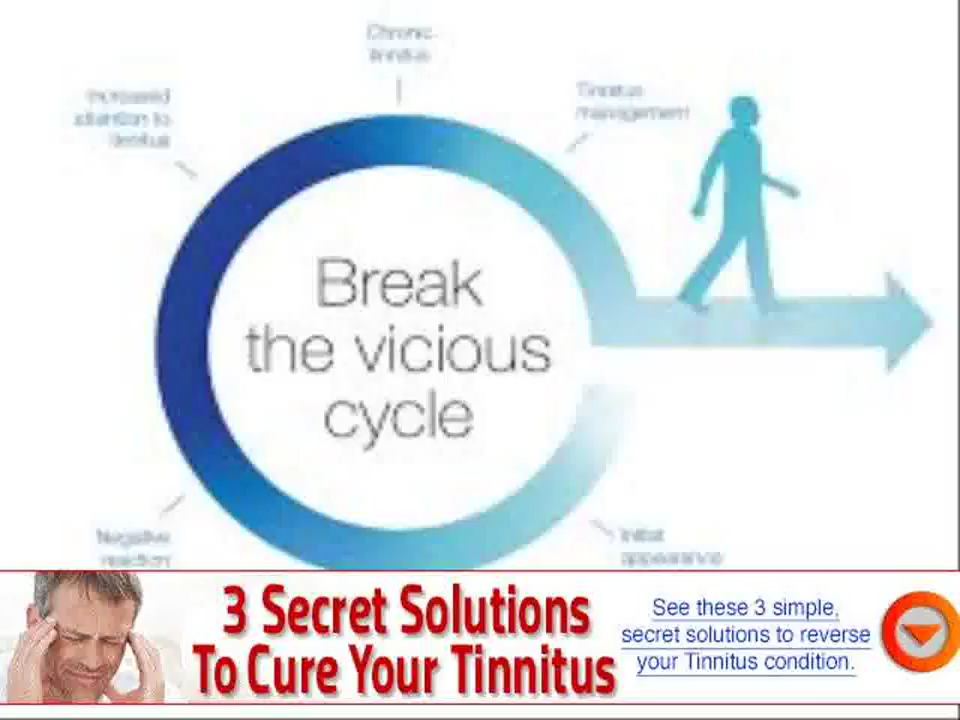 Chronic
tinnitus
Tinnitus
management
Increased
attention to
tinnitus
Break
the vicious
cycle
Negative
reaction
Initial
appearance
3 Secret Solutions
To Cure Your Tinnitus
See these 3 simple,
secret solutions to reverse
your Tinnitus condition.